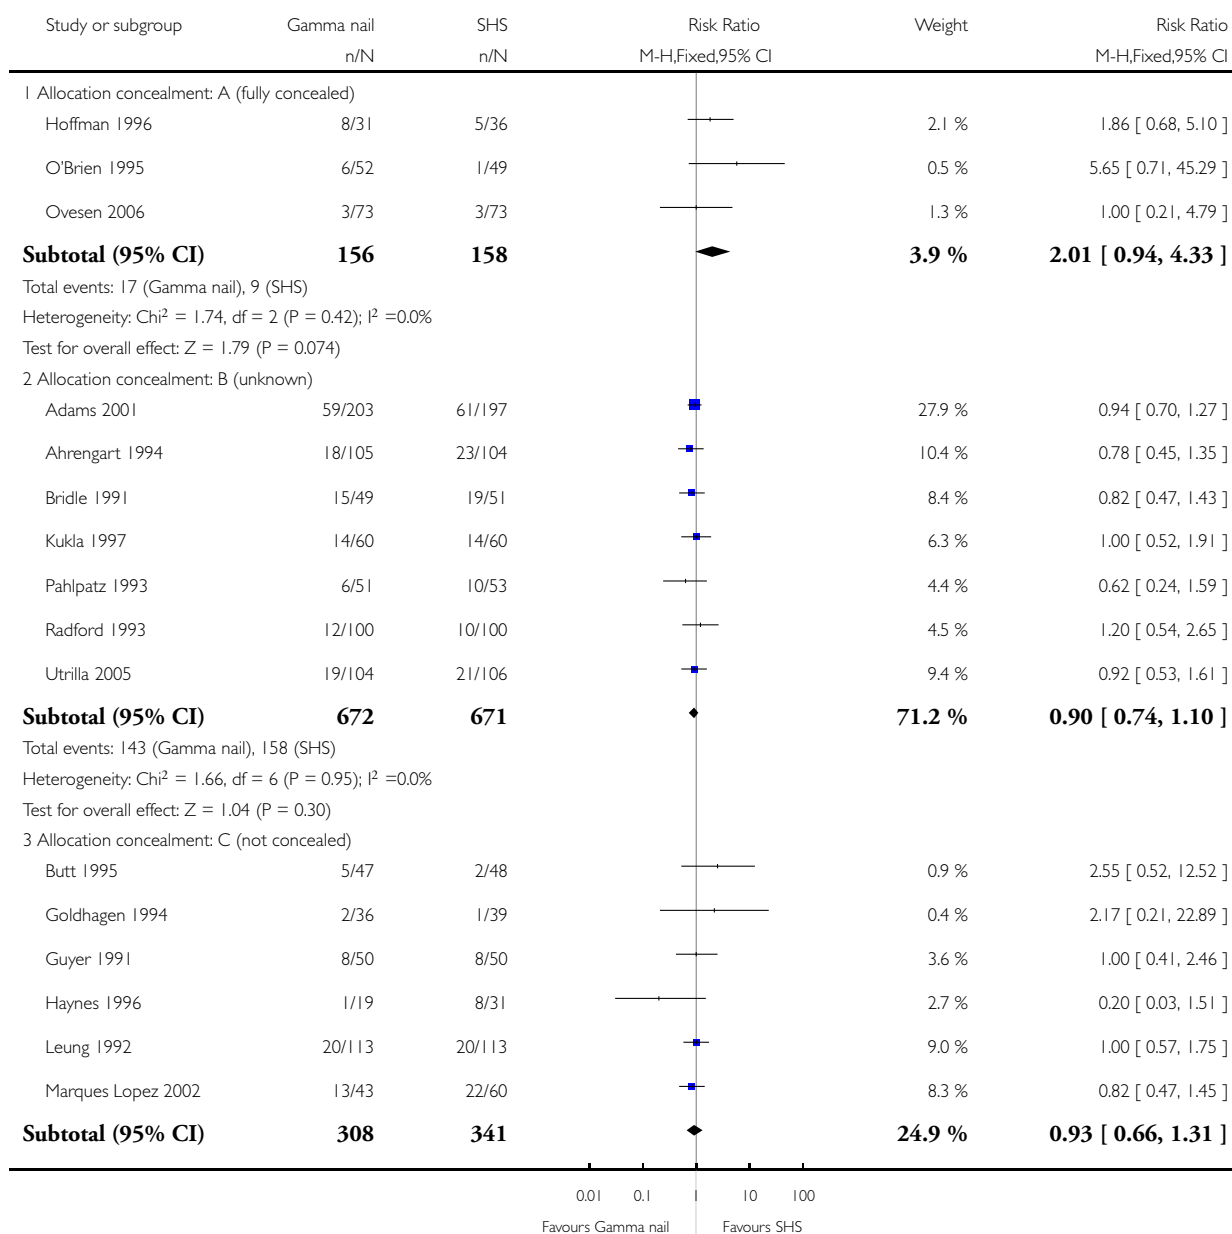 Study or subgroup Gamma nail SHS Risk Ratio Weight Risk Ratio
n/N n/N M-H,Fixed,95% CI M-H,Fixed,95% CI
1 Allocation concealment: A (fully concealed)
Hoffman 1996 8/31 5/36 2.1 % 1.86 [ 0.68, 5.10 ]
O'Brien 1995 6/52 1/49 0.5 % 5.65 [ 0.71, 45.29 ]
Ovesen 2006 3/73 3/73 1.3 % 1.00 [ 0.21, 4.79 ]
Subtotal (95% CI) 156 158 3.9 % 2.01 [ 0.94, 4.33 ]
Total events: 17 (Gamma nail), 9 (SHS)
Heterogeneity: Chi² = 1.74, df = 2 (P = 0.42); I² =0.0%
Test for overall effect: Z = 1.79 (P = 0.074)
2 Allocation concealment: B (unknown)
Adams 2001 59/203 61/197 27.9 % 0.94 [ 0.70, 1.27 ]
Ahrengart 1994 18/105 23/104 10.4 % 0.78 [ 0.45, 1.35 ]
Bridle 1991 15/49 19/51 8.4 % 0.82 [ 0.47, 1.43 ]
Kukla 1997 14/60 14/60 6.3 % 1.00 [ 0.52, 1.91 ]
Pahlpatz 1993 6/51 10/53 4.4 % 0.62 [ 0.24, 1.59 ]
Radford 1993 12/100 10/100 4.5 % 1.20 [ 0.54, 2.65 ]
Utrilla 2005 19/104 21/106 9.4 % 0.92 [ 0.53, 1.61 ]
Subtotal (95% CI) 672 671 71.2 % 0.90 [ 0.74, 1.10 ]
Total events: 143 (Gamma nail), 158 (SHS)
Heterogeneity: Chi² = 1.66, df = 6 (P = 0.95); I² =0.0%
Test for overall effect: Z = 1.04 (P = 0.30)
3 Allocation concealment: C (not concealed)
Butt 1995 5/47 2/48 0.9 % 2.55 [ 0.52, 12.52 ]
Goldhagen 1994 2/36 1/39 0.4 % 2.17 [ 0.21, 22.89 ]
Guyer 1991 8/50 8/50 3.6 % 1.00 [ 0.41, 2.46 ]
Haynes 1996 1/19 8/31 2.7 % 0.20 [ 0.03, 1.51 ]
Leung 1992 20/113 20/113 9.0 % 1.00 [ 0.57, 1.75 ]
Marques Lopez 2002 13/43 22/60 8.3 % 0.82 [ 0.47, 1.45 ]
Subtotal (95% CI) 308 341 24.9 % 0.93 [ 0.66, 1.31 ]
0.01 0.1 1 10 100
Favours Gamma nail Favours SHS